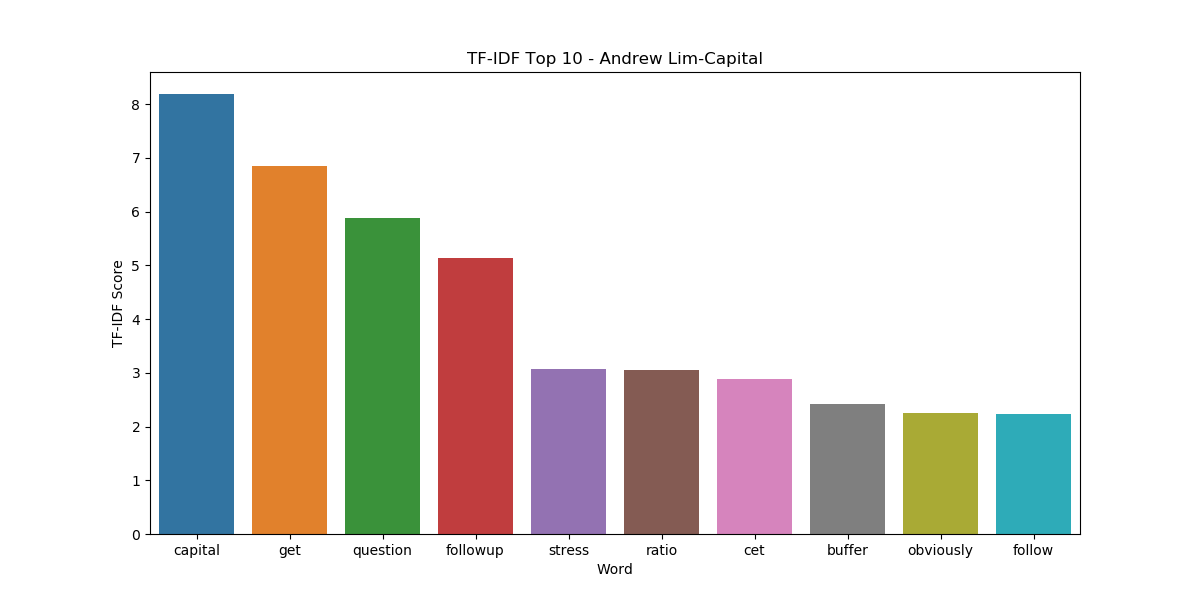 TF-IDF Top 10 - Andrew Lim-Capital
TF-IDF Score
8
7
6
5
4
3
2
1
0
capital get question followup stress ratio cet buffer obviously follow
Word